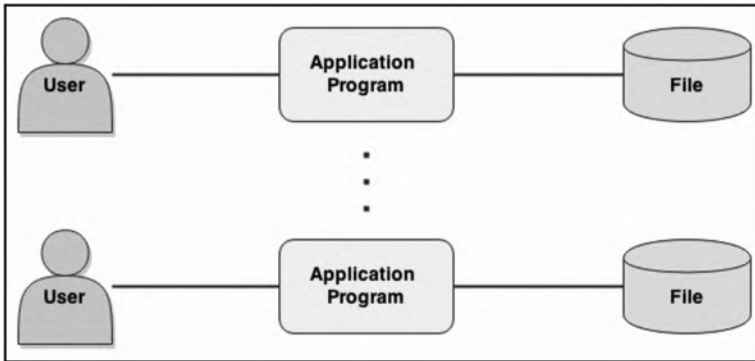 User
Application
Program
File
User
Application
Program
File